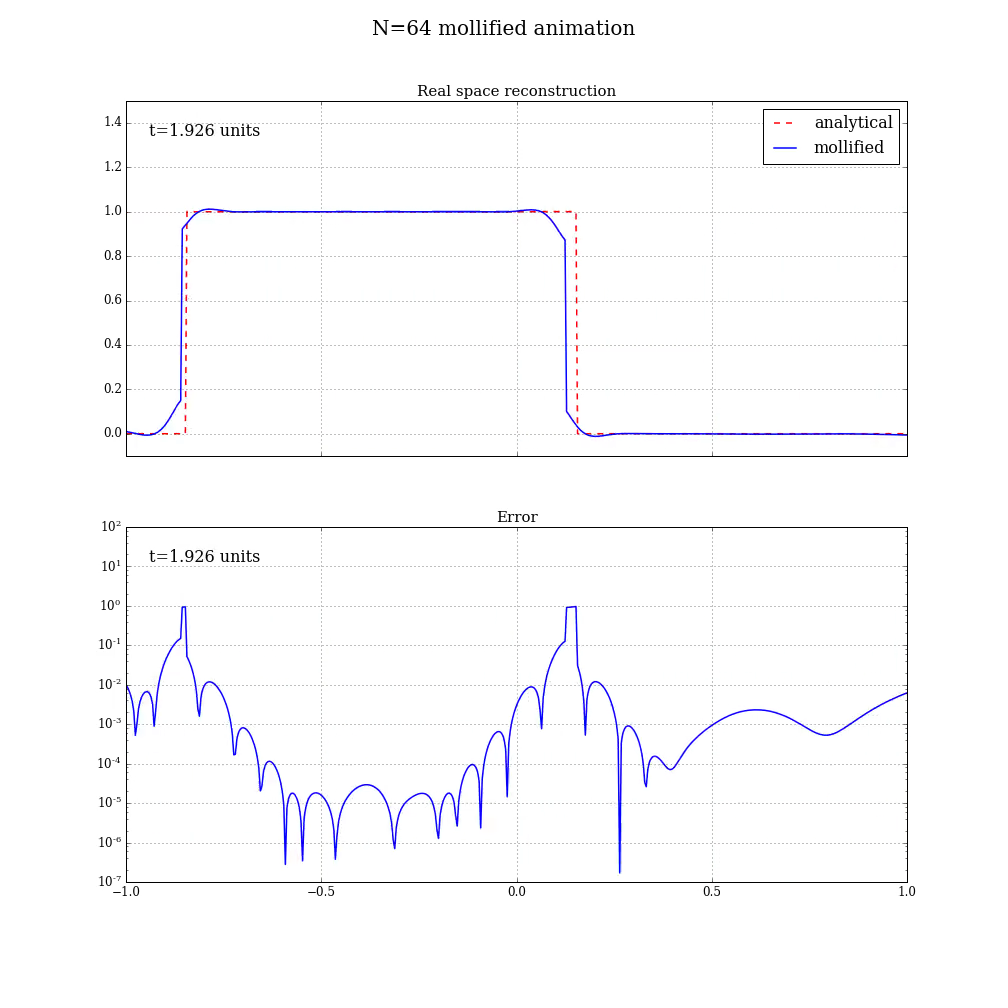 N=64 mollified animation
Real space reconstruction
t=1.926 units
analytical
mollified
1.4
1.2
1.0
0.8
0.6
0.4
0.2
0.0
Error
t=1.926 units
10²
10¹
10⁰
10⁻¹
10⁻²
10⁻³
10⁻⁴
10⁻⁵
10⁻⁶
10⁻⁷
−1.0 −0.5 0.0 0.5 1.0